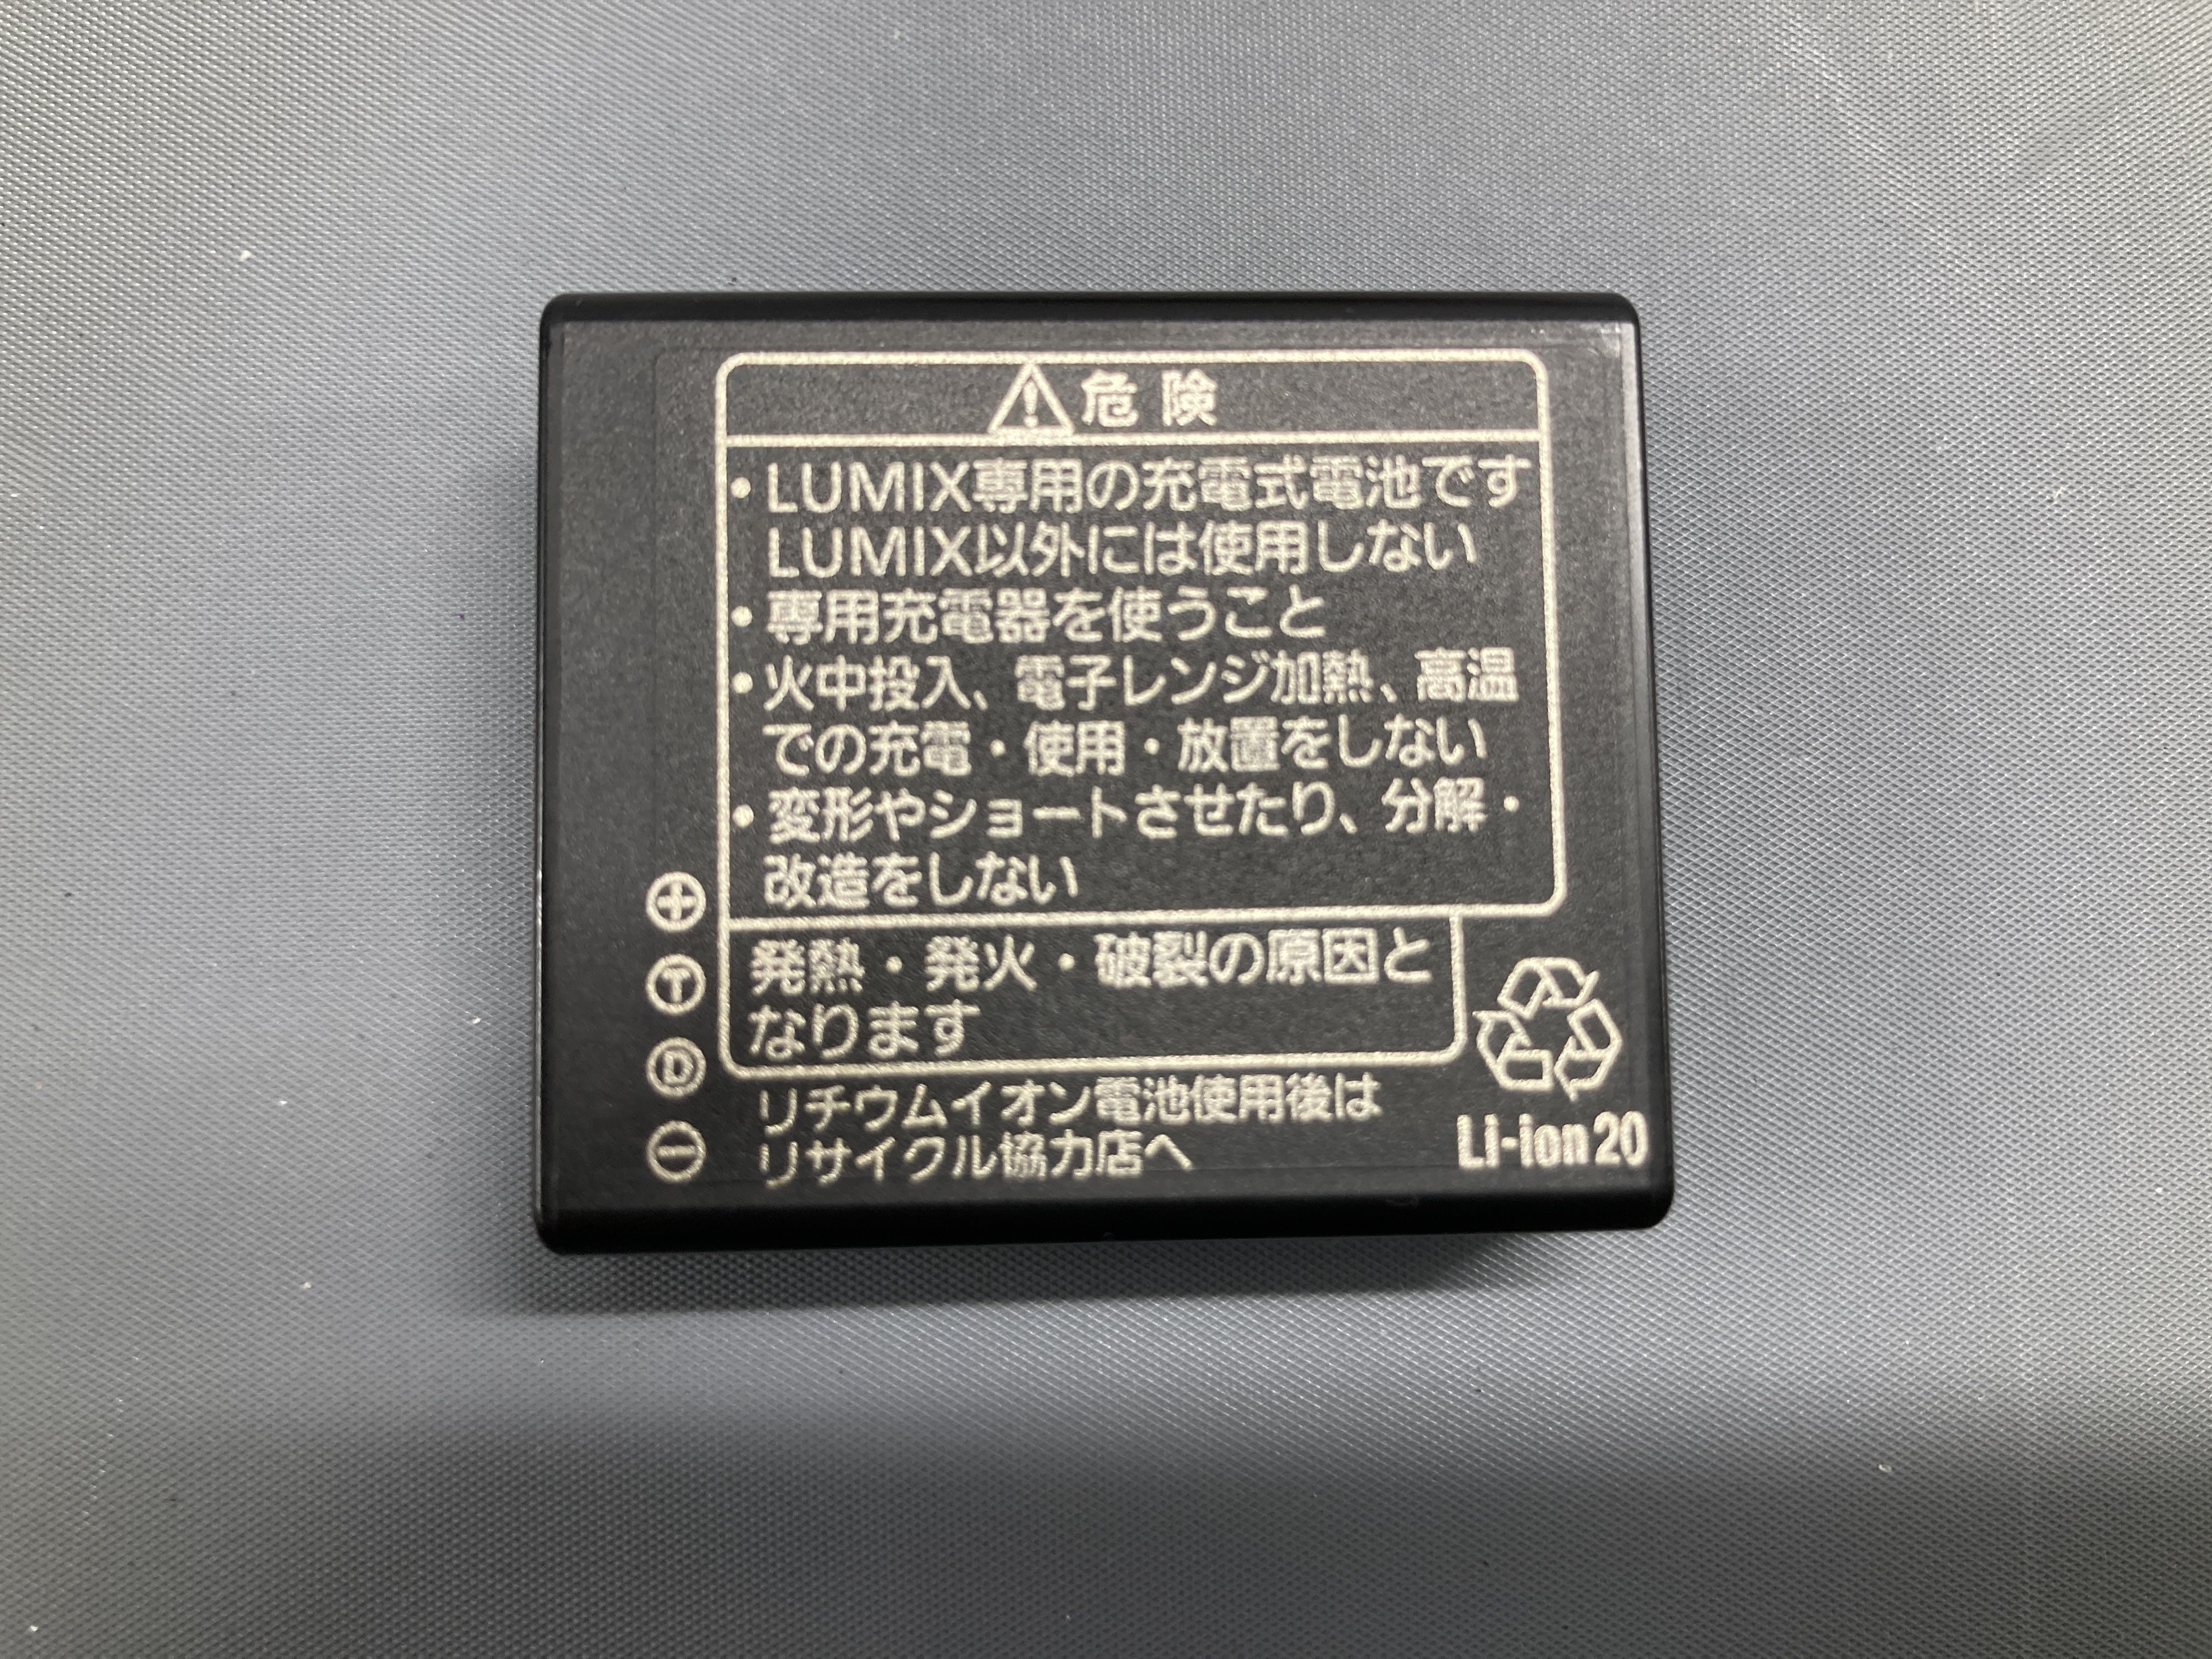 危険
・LUMIX専用の充電式電池です
LUMIX以外には使用しない
・専用充電器を使うこと
・火中投入、電子レンジ加熱、高温
での充電・使用・放置をしない
・変形やショートさせたり、分解・
改造をしない
発熱・発火・破裂の原因と
なります
リチウムイオン電池使用後は
リサイクル協力店へ
+
T
D
-
Li-ion20